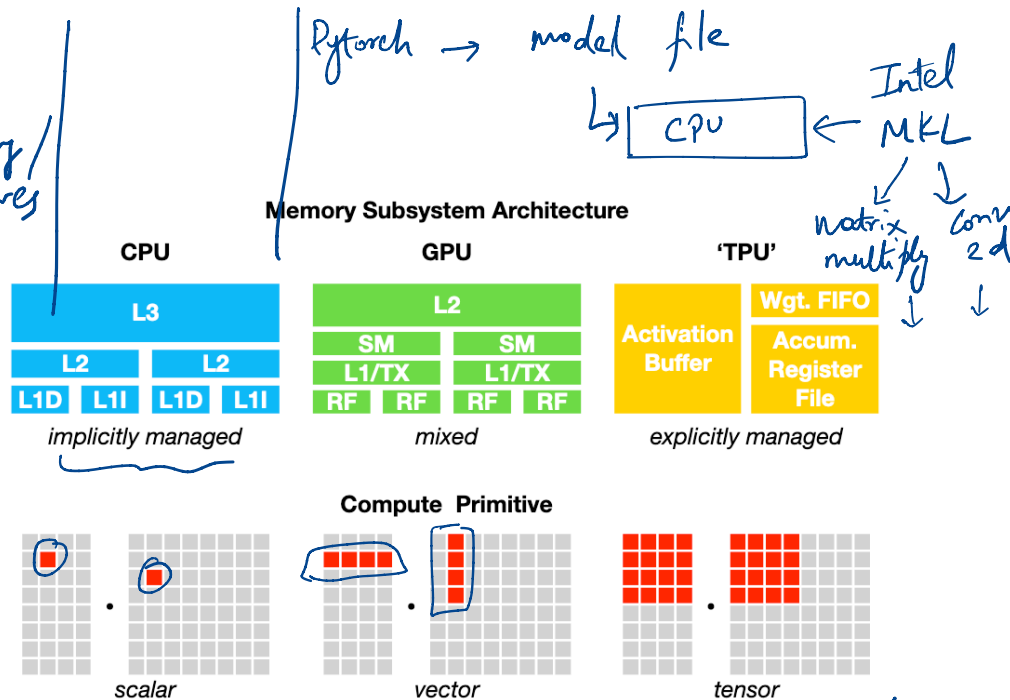 Pytorch → model file
Intel
MKL
CPU
matrix
multiply
conv
2d
Memory Subsystem Architecture
CPU GPU ‘TPU’
L3
L2 L2
L1D L1I L1D L1I
implicitly managed
L2
SM SM
L1/TX L1/TX
RF RF RF RF
mixed
Activation
Buffer
Wgt. FIFO
Accum.
Register
File
explicitly managed
Compute Primitive
scalar vector tensor